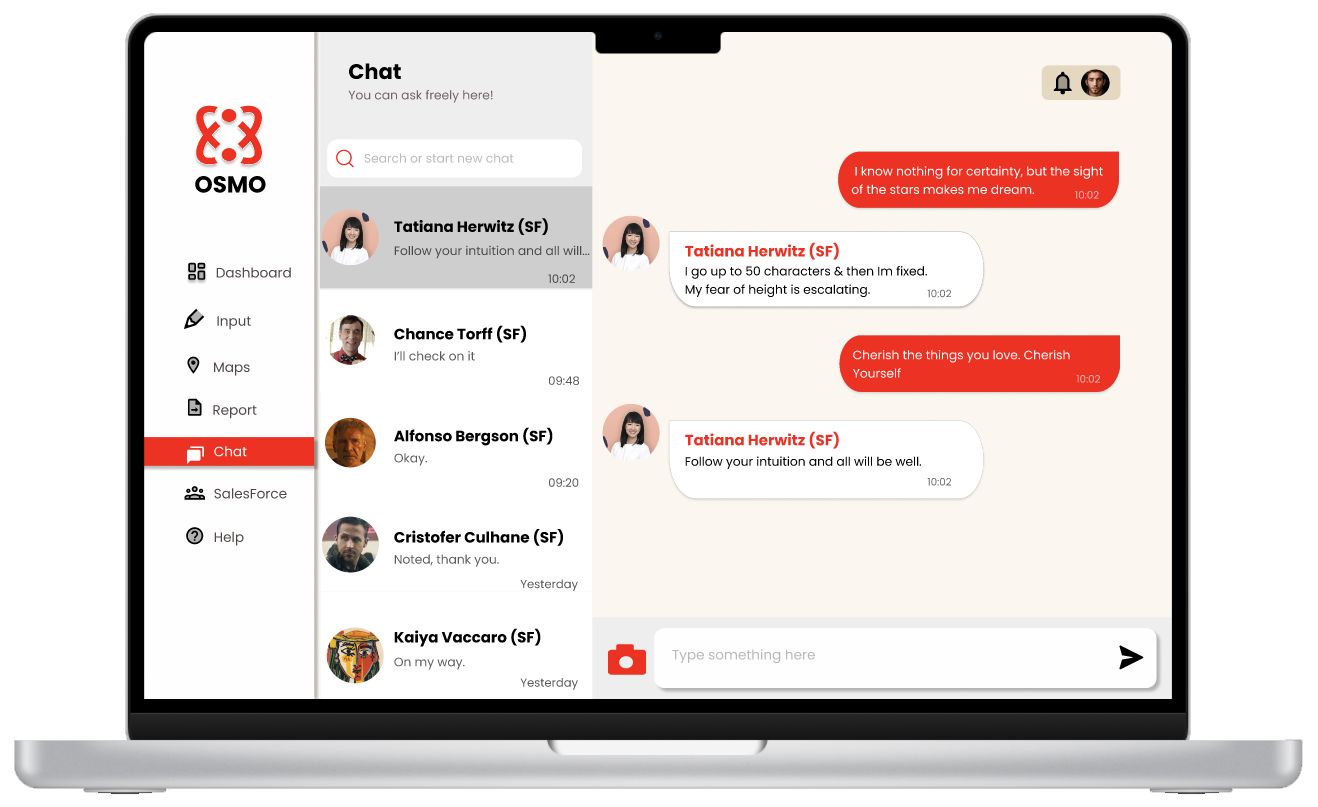 OSMO
Dashboard
Input
Maps
Report
Chat
SalesForce
Help
Chat
You can ask freely here!
Search or start new chat
Tatiana Herwitz (SF)
Follow your intuition and all will...
10:02
Chance Torff (SF)
I'll check on it
09:48
Alfonso Bergson (SF)
Okay.
09:20
Cristofer Culhane (SF)
Noted, thank you.
Yesterday
Kaiya Vaccaro (SF)
On my way.
Yesterday
I know nothing for certainty, but the sight
of the stars makes me dream.
10:02
Tatiana Herwitz (SF)
I go up to 50 characters & then Im fixed.
My fear of height is escalating.
10:02
Cherish the things you love. Cherish
Yourself
10:02
Tatiana Herwitz (SF)
Follow your intuition and all will be well.
10:02
Type something here